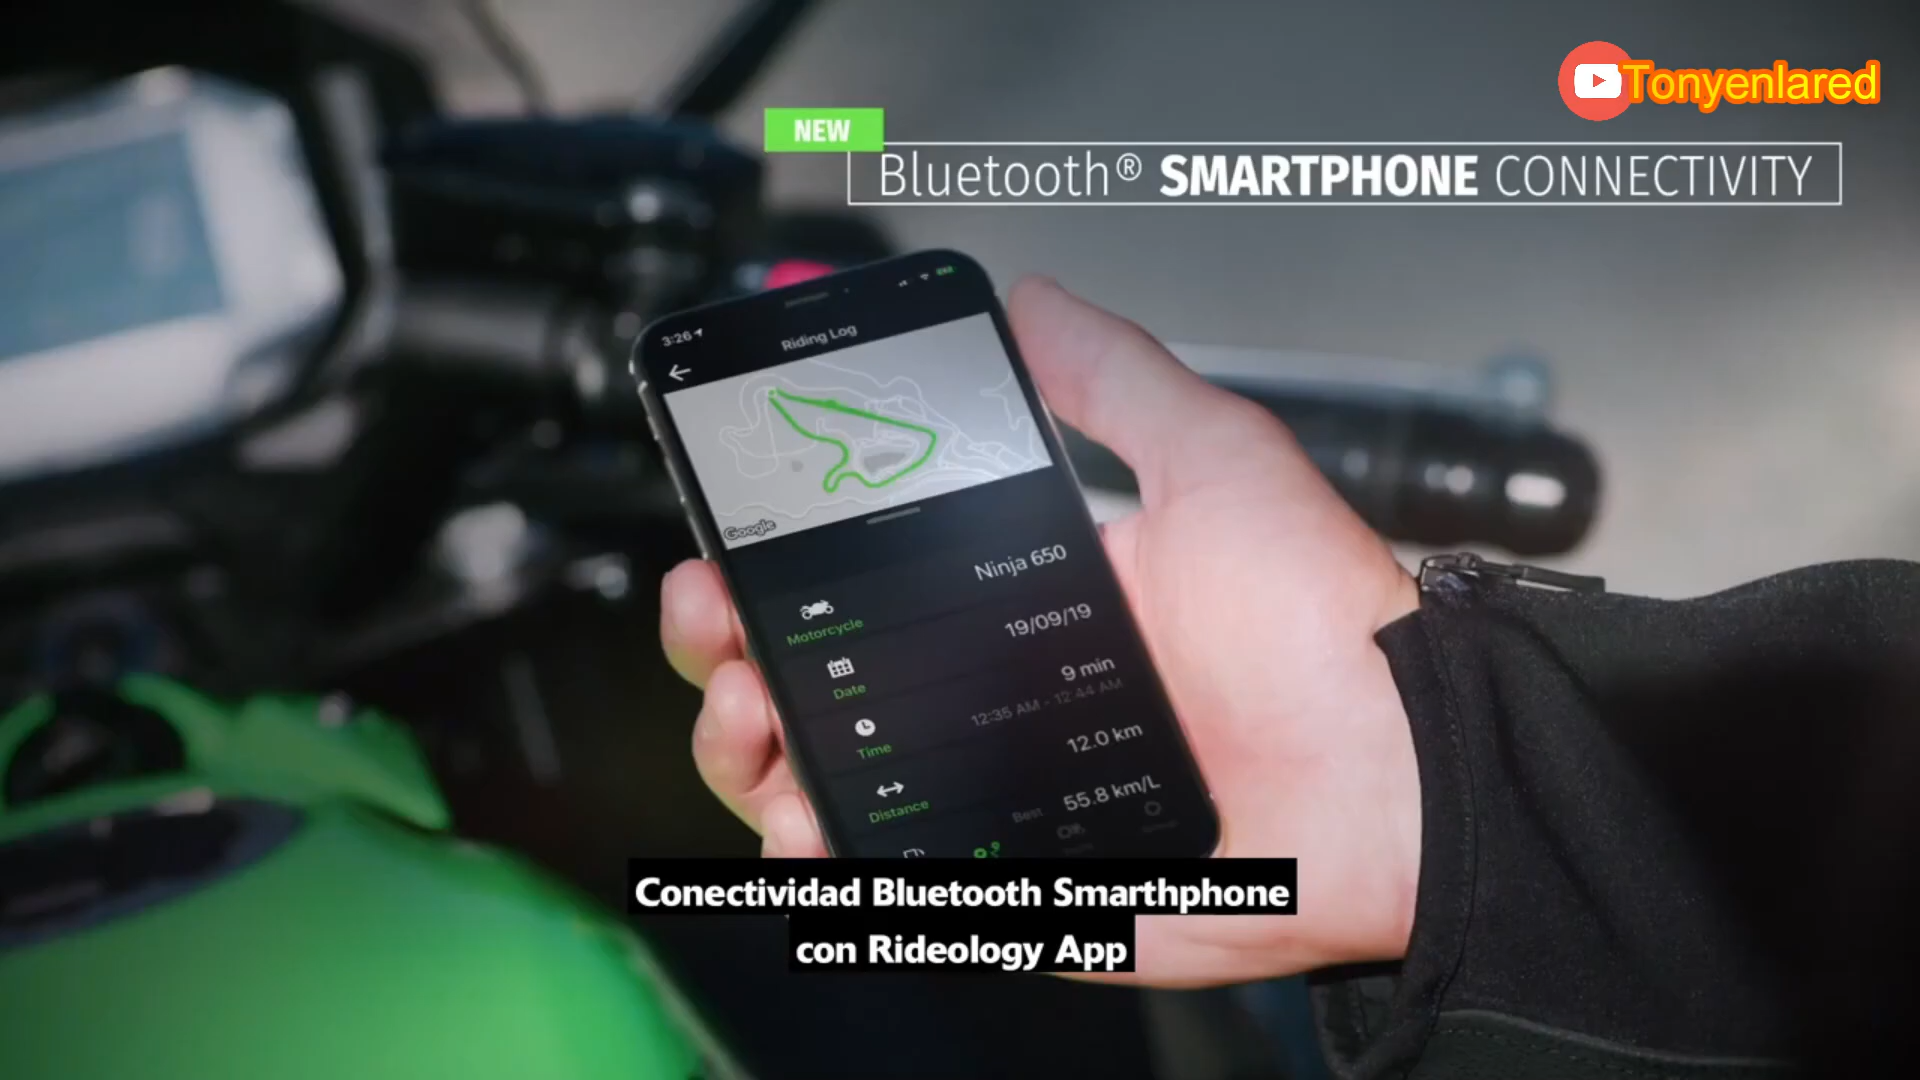 Tonyenlared
NEW
Bluetooth® SMARTPHONE CONNECTIVITY
3:26
Riding Log
Google
Ninja 650
Motorcycle
19/09/19
Date
9 min
12:35 AM - 12:44 AM
Time
12.0 km
Distance
Best 55.8 km/L
Conectividad Bluetooth Smarthphone
con Rideology App